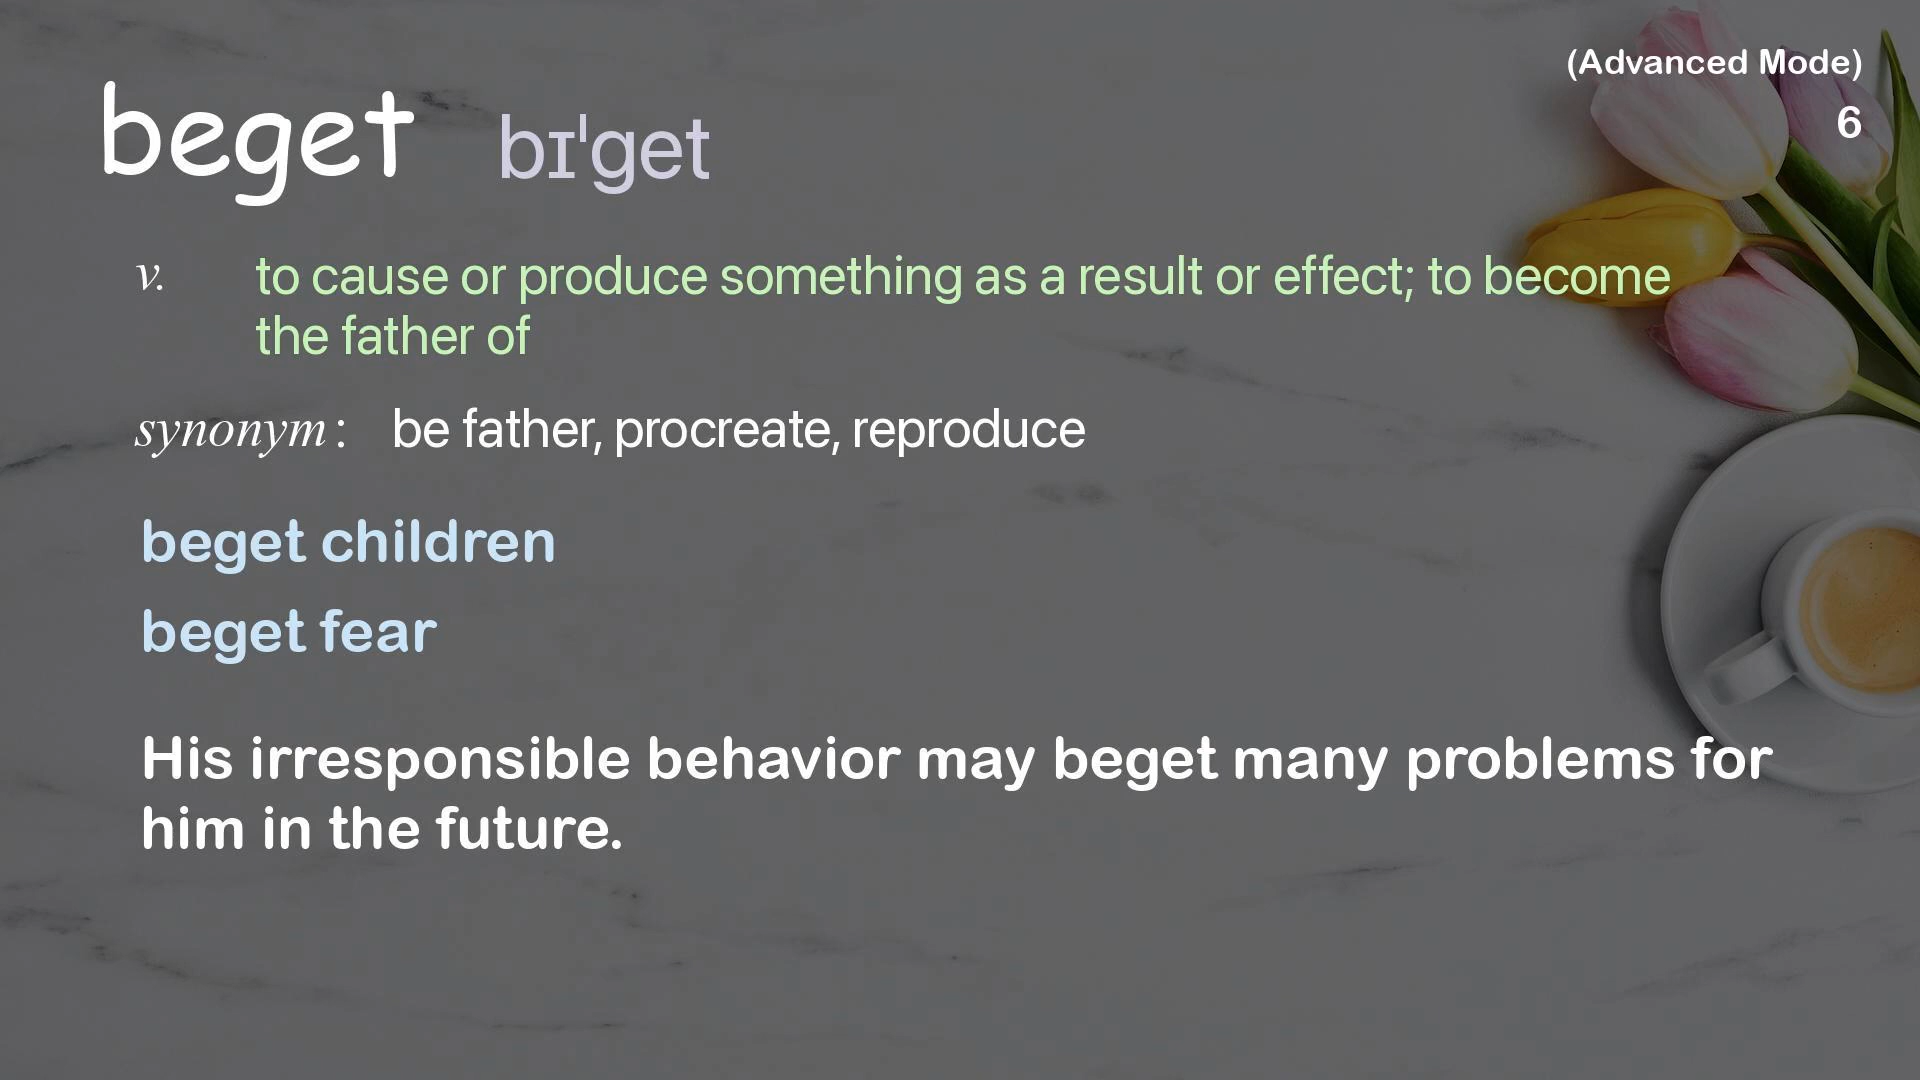 (Advanced Mode)
6
beget bɪ'get
v. to cause or produce something as a result or effect; to become
the father of
synonym: be father, procreate, reproduce
beget children
beget fear
His irresponsible behavior may beget many problems for
him in the future.